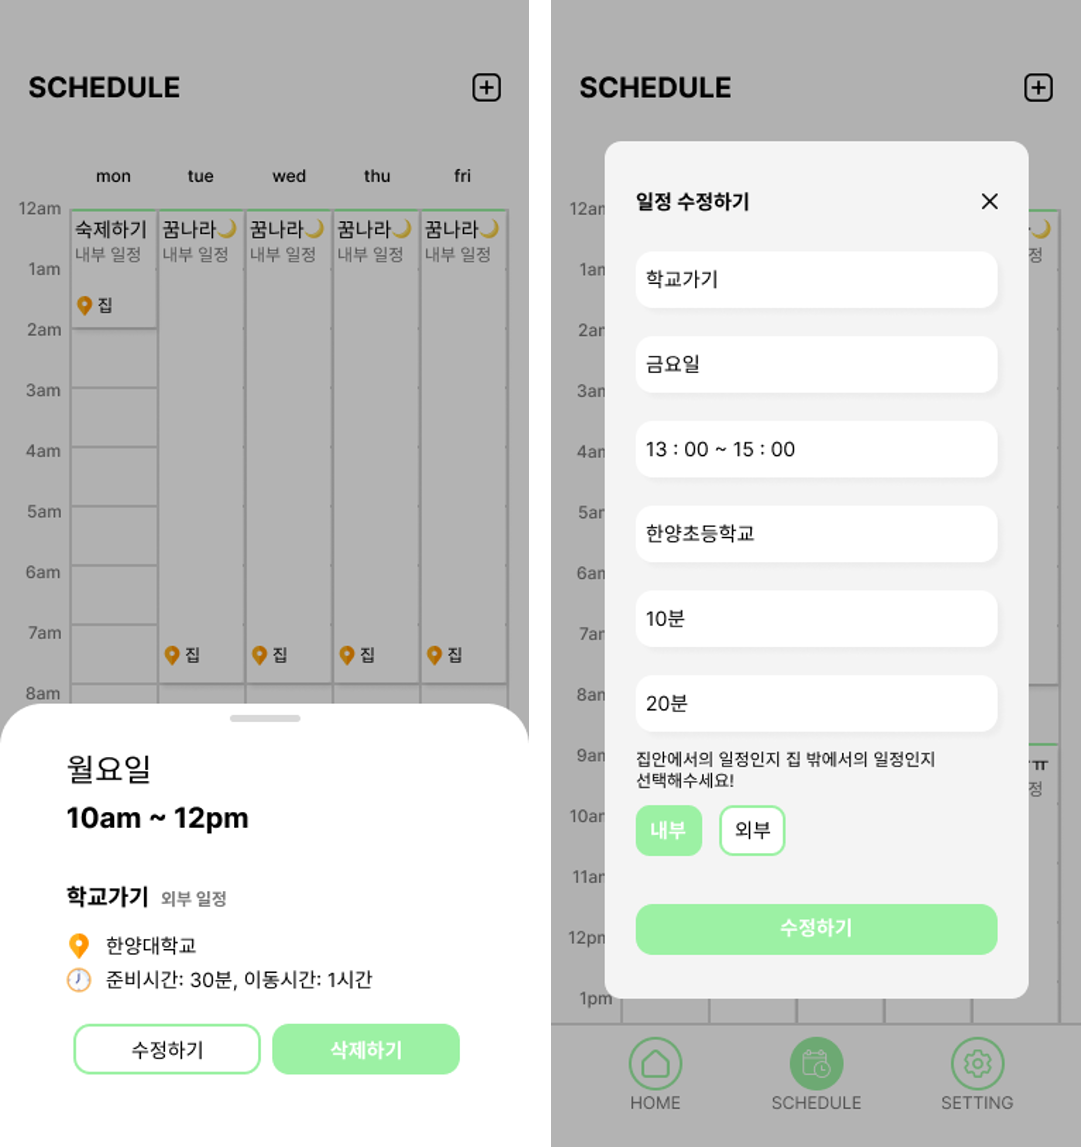 SCHEDULE
mon tue wed thu fri
12am
숙제하기 꿈나라🌙 꿈나라🌙 꿈나라🌙 꿈나라🌙
내부 일정 내부 일정 내부 일정 내부 일정 내부 일정
1am
집
2am
3am
4am
5am
6am
7am
집 집 집 집
8am
월요일
10am ~ 12pm
학교가기 외부 일정
한양대학교
준비시간: 30분, 이동시간: 1시간
수정하기 삭제하기
SCHEDULE
일정 수정하기
학교가기
금요일
13 : 00 ~ 15 : 00
한양초등학교
10분
20분
집안에서의 일정인지 집 밖에서의 일정인지
선택해수세요!
내부 외부
수정하기
12am
1am
2am
3am
4am
5am
6am
7am
8am
9am
ㅠ
정
10am
11am
12pm
1pm
HOME SCHEDULE SETTING